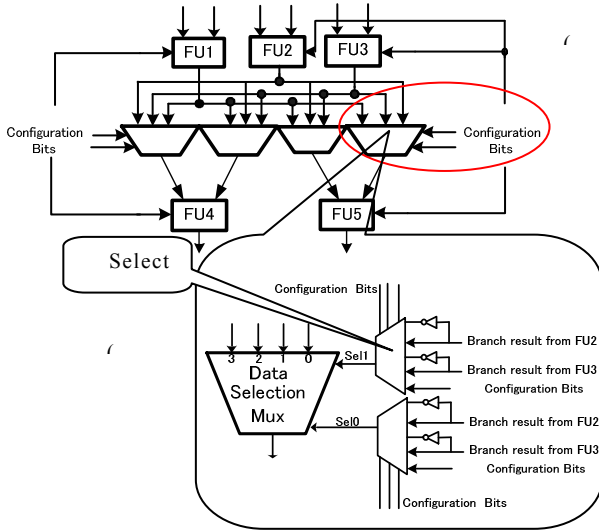 FU1
FU2
FU3
Configuration
Bits
Configuration
Bits
FU4
FU5
Select
Configuration Bits
3 2 1 0
Data
Selection
Mux
Sel1
Branch result from FU2
Branch result from FU3
Configuration Bits
Sel0
Branch result from FU2
Branch result from FU3
Configuration Bits
Configuration Bits